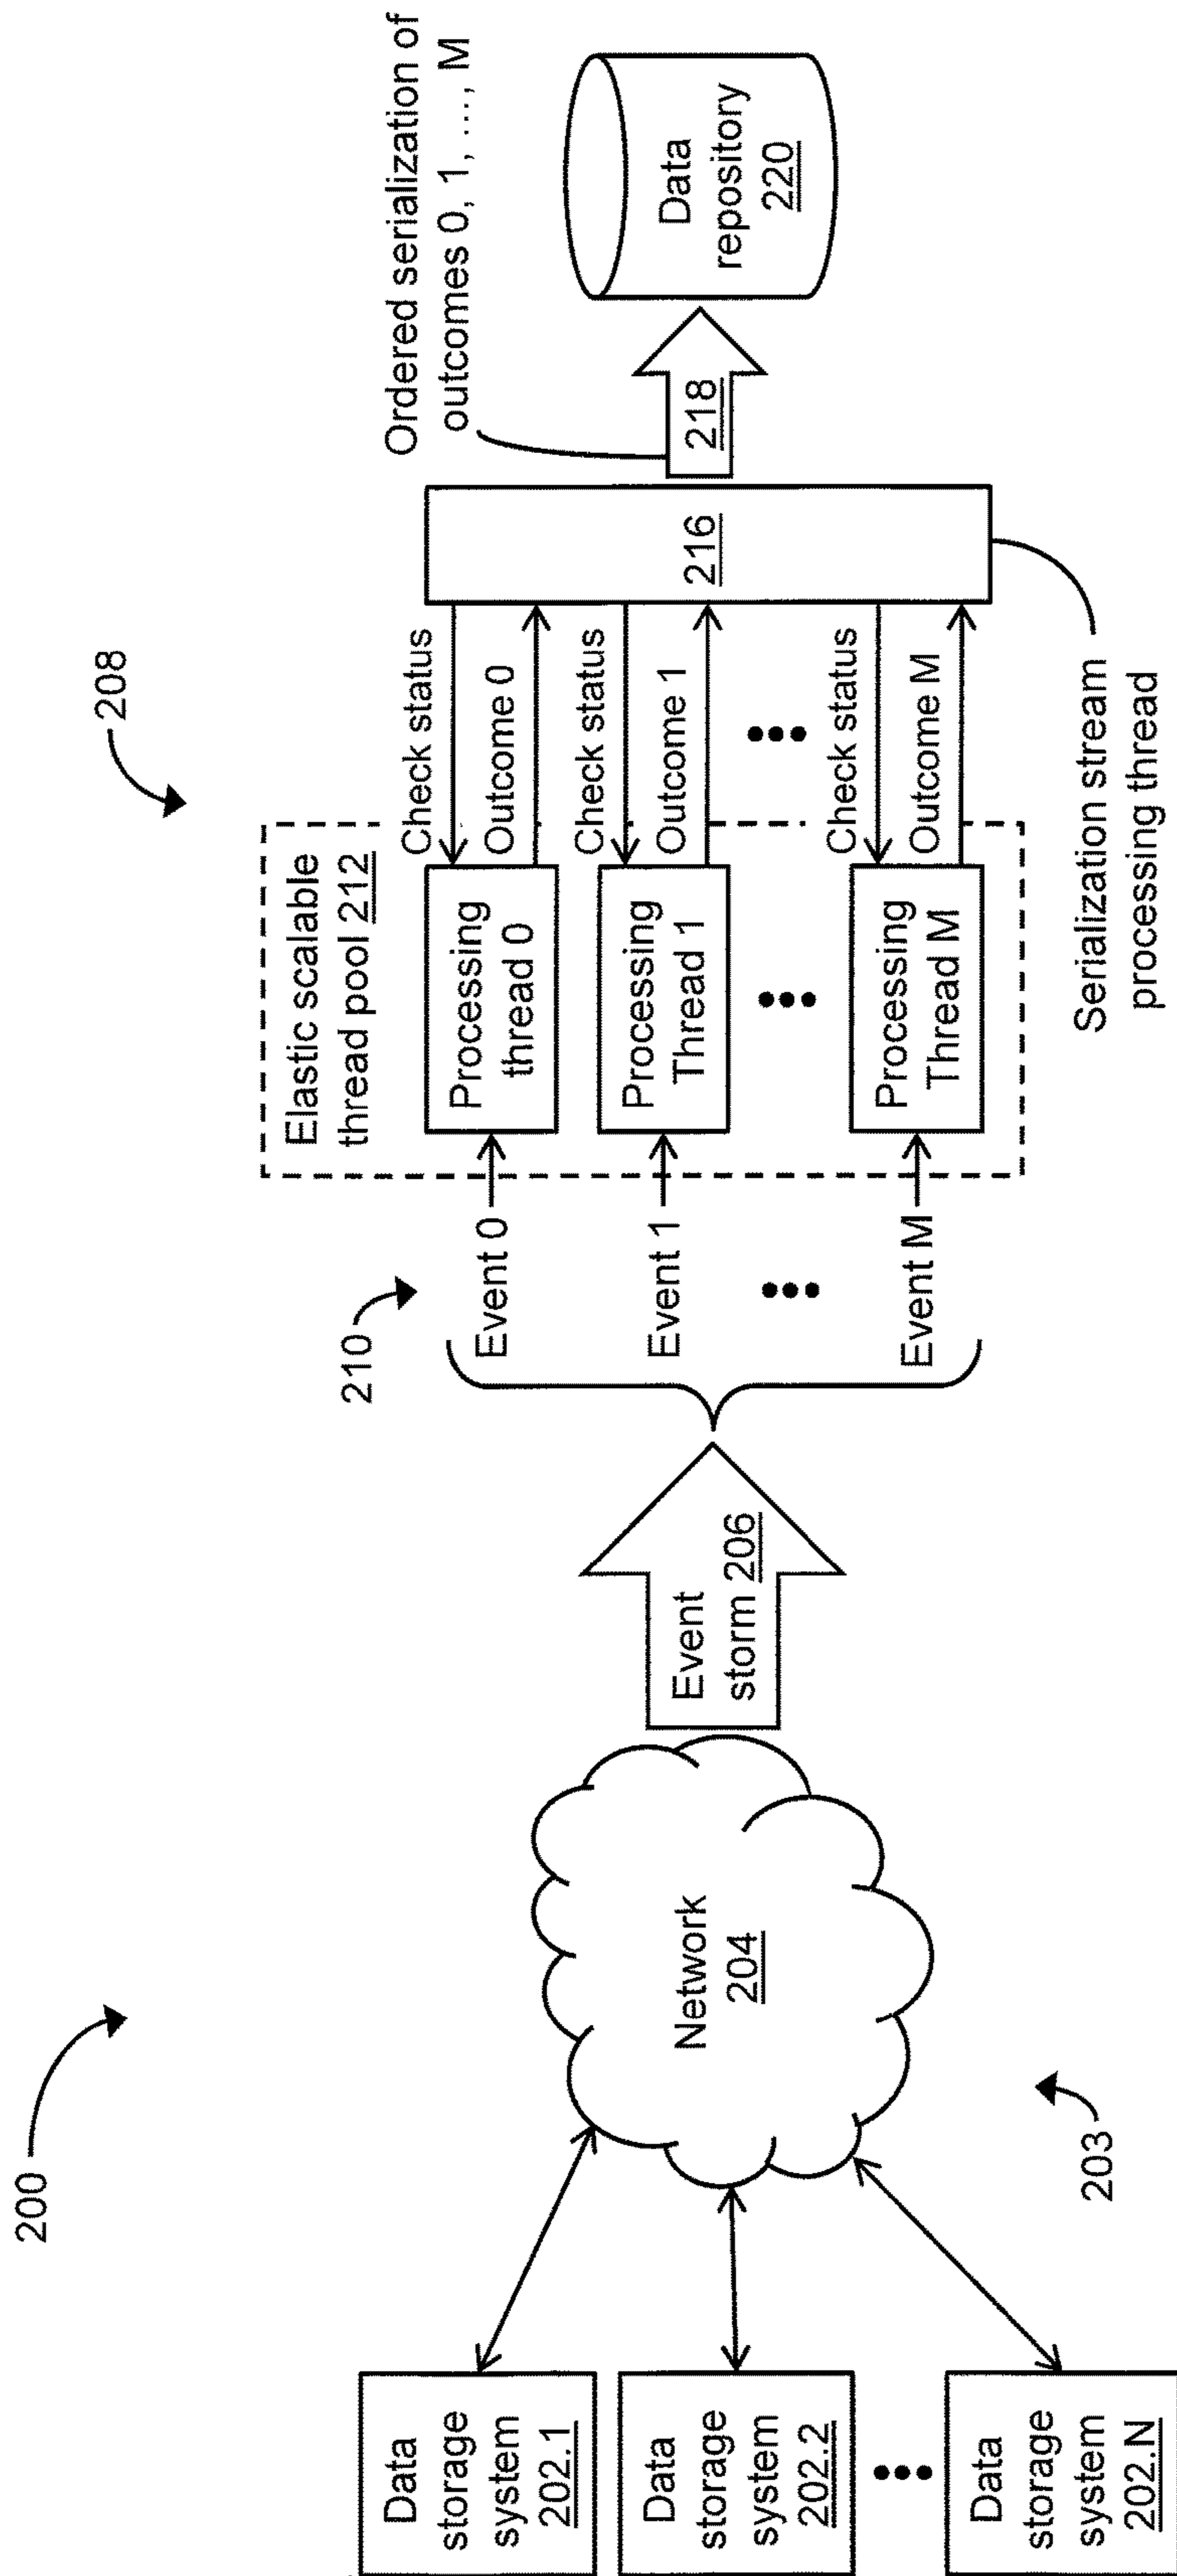 200
208
Data
storage
system
202.1
Data
storage
system
202.2
Data
storage
system
202.N
203
Network
204
Event
storm 206
210
Event 0
Event 1
Event M
Elastic scalable
thread pool 212
Processing
thread 0
Processing
Thread 1
Processing
Thread M
Check status
Outcome 0
Check status
Outcome 1
Check status
Outcome M
216
Serialization stream
processing thread
218
Ordered serialization of
outcomes 0, 1, ..., M
Data
repository
220